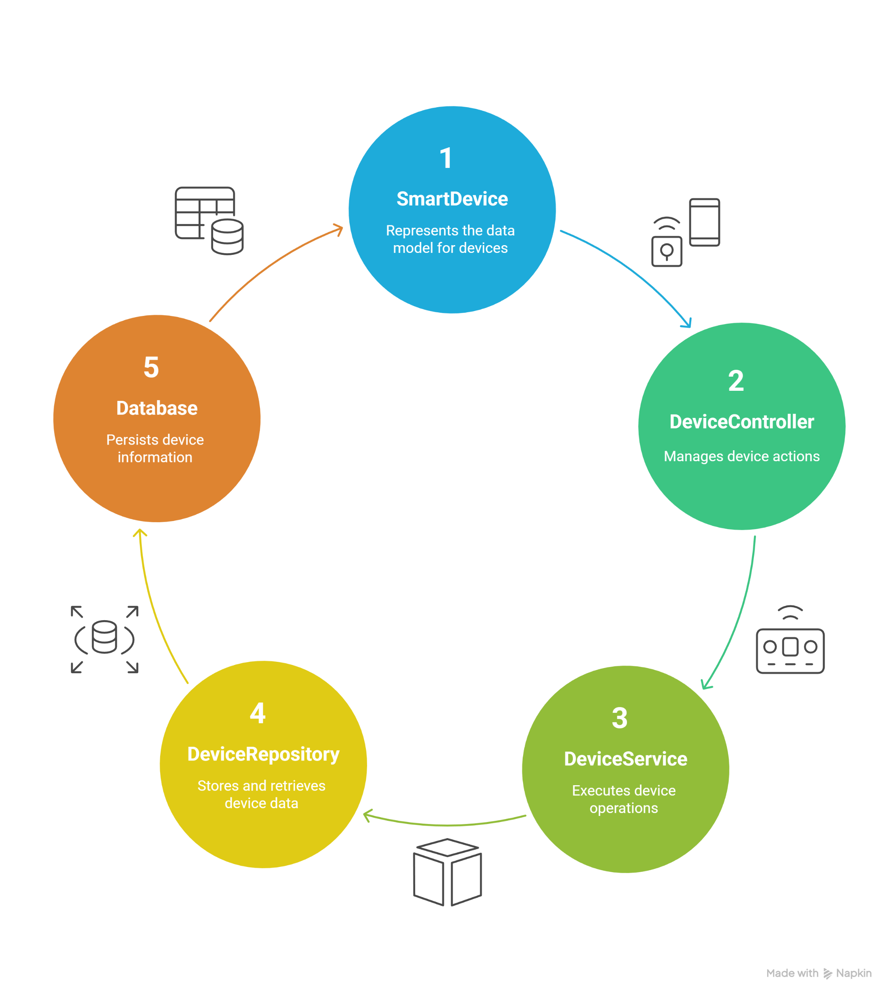 1
SmartDevice
Represents the data
model for devices
2
DeviceController
Manages device actions
3
DeviceService
Executes device
operations
4
DeviceRepository
Stores and retrieves
device data
5
Database
Persists device
information
Made with Napkin